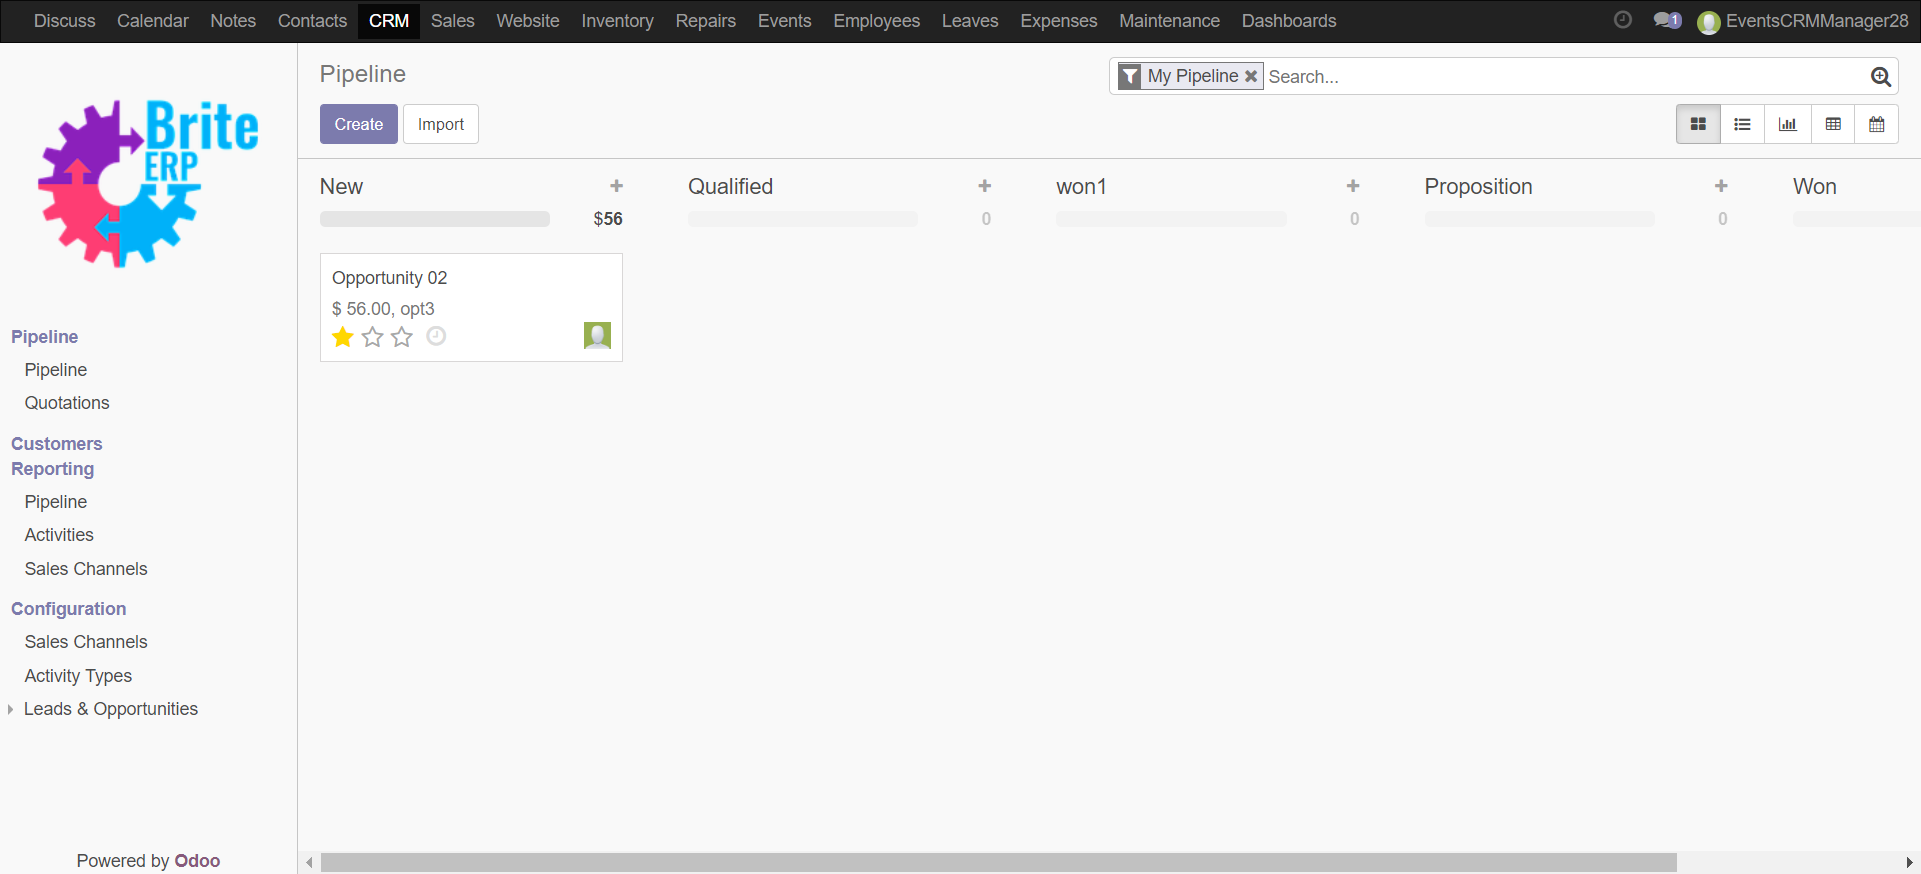 Discuss Calendar Notes Contacts CRM Sales Website Inventory Repairs Events Employees Leaves Expenses Maintenance Dashboards 1 EventsCRMManager28
Brite
ERP
Pipeline
Pipeline
Quotations
Customers
Reporting
Pipeline
Activities
Sales Channels
Configuration
Sales Channels
Activity Types
Leads & Opportunities
Powered by Odoo
Pipeline
My Pipeline Search...
Create Import
New + Qualified + won1 + Proposition + Won
$56 0 0 0
Opportunity 02
$ 56.00, opt3